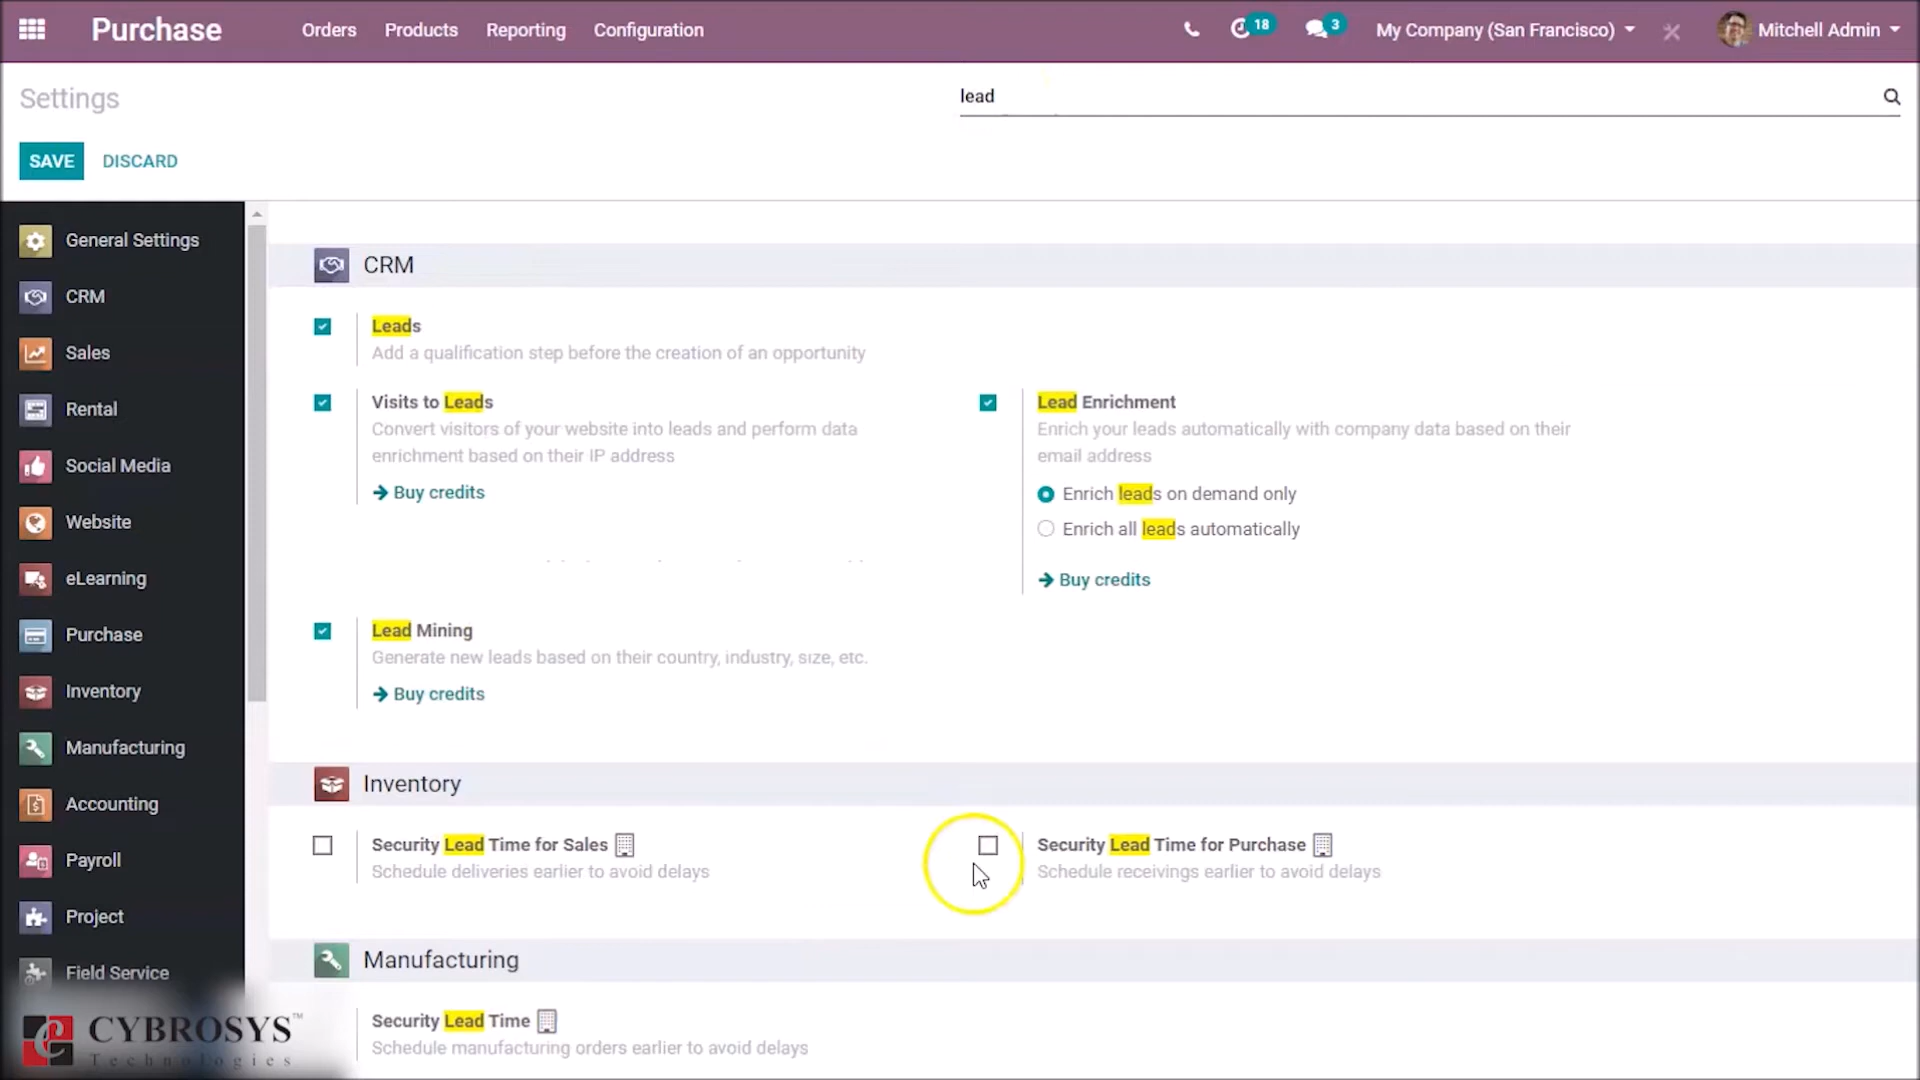 Purchase
Orders
Products
Reporting
Configuration
18
3
My Company (San Francisco)
Mitchell Admin
Settings
lead
SAVE
DISCARD
General Settings
CRM
Sales
Rental
Social Media
Website
eLearning
Purchase
Inventory
Manufacturing
Accounting
Payroll
Project
Field Service
CRM
Leads
Add a qualification step before the creation of an opportunity
Visits to Leads
Convert visitors of your website into leads and perform data
enrichment based on their IP address
Buy credits
Lead Enrichment
Enrich your leads automatically with company data based on their
email address
Enrich leads on demand only
Enrich all leads automatically
Buy credits
Lead Mining
Generate new leads based on their country, industry, size, etc.
Buy credits
Inventory
Security Lead Time for Sales
Schedule deliveries earlier to avoid delays
Security Lead Time for Purchase
Schedule receivings earlier to avoid delays
Manufacturing
Security Lead Time
Schedule manufacturing orders earlier to avoid delays
CYBROSYS™
Technologies